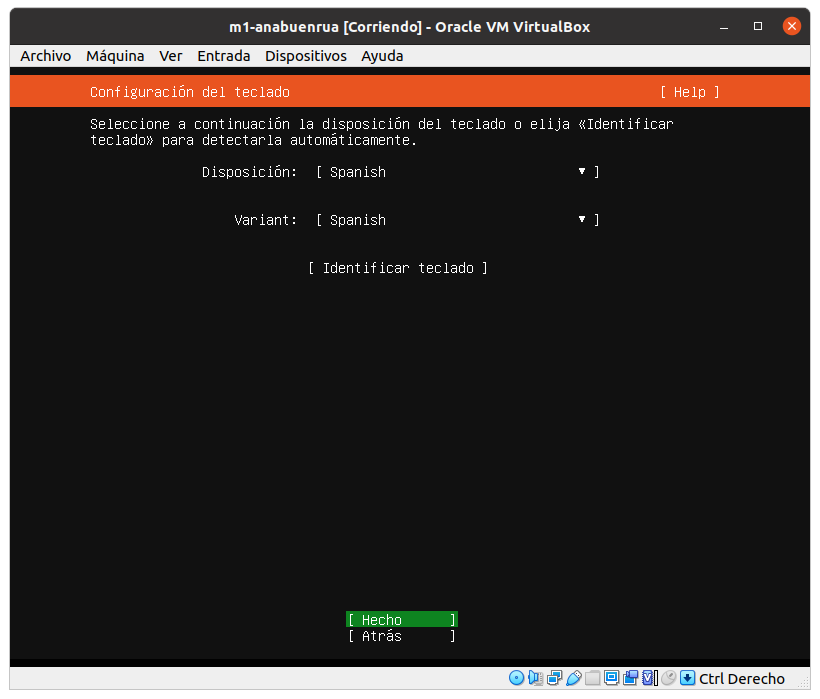 m1-anabuenrua [Corriendo] - Oracle VM VirtualBox
Archivo Máquina Ver Entrada Dispositivos Ayuda
Configuración del teclado [ Help ]
Seleccione a continuación la disposición del teclado o elija «Identificar
teclado» para detectarla automáticamente.
Disposición: [ Spanish ▾ ]
Variant: [ Spanish ▾ ]
[ Identificar teclado ]
[ Hecho ]
[ Atrás ]
Ctrl Derecho